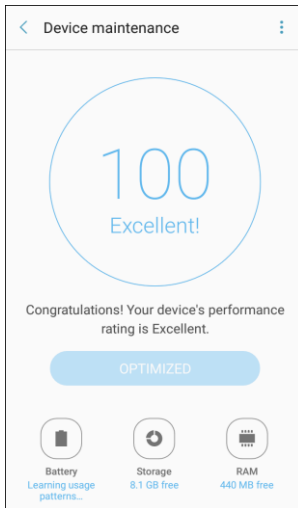 Device maintenance
100
Excellent!
Congratulations! Your device's performance
rating is Excellent.
OPTIMIZED
Battery
Learning usage
patterns...
Storage
8.1 GB free
RAM
440 MB free